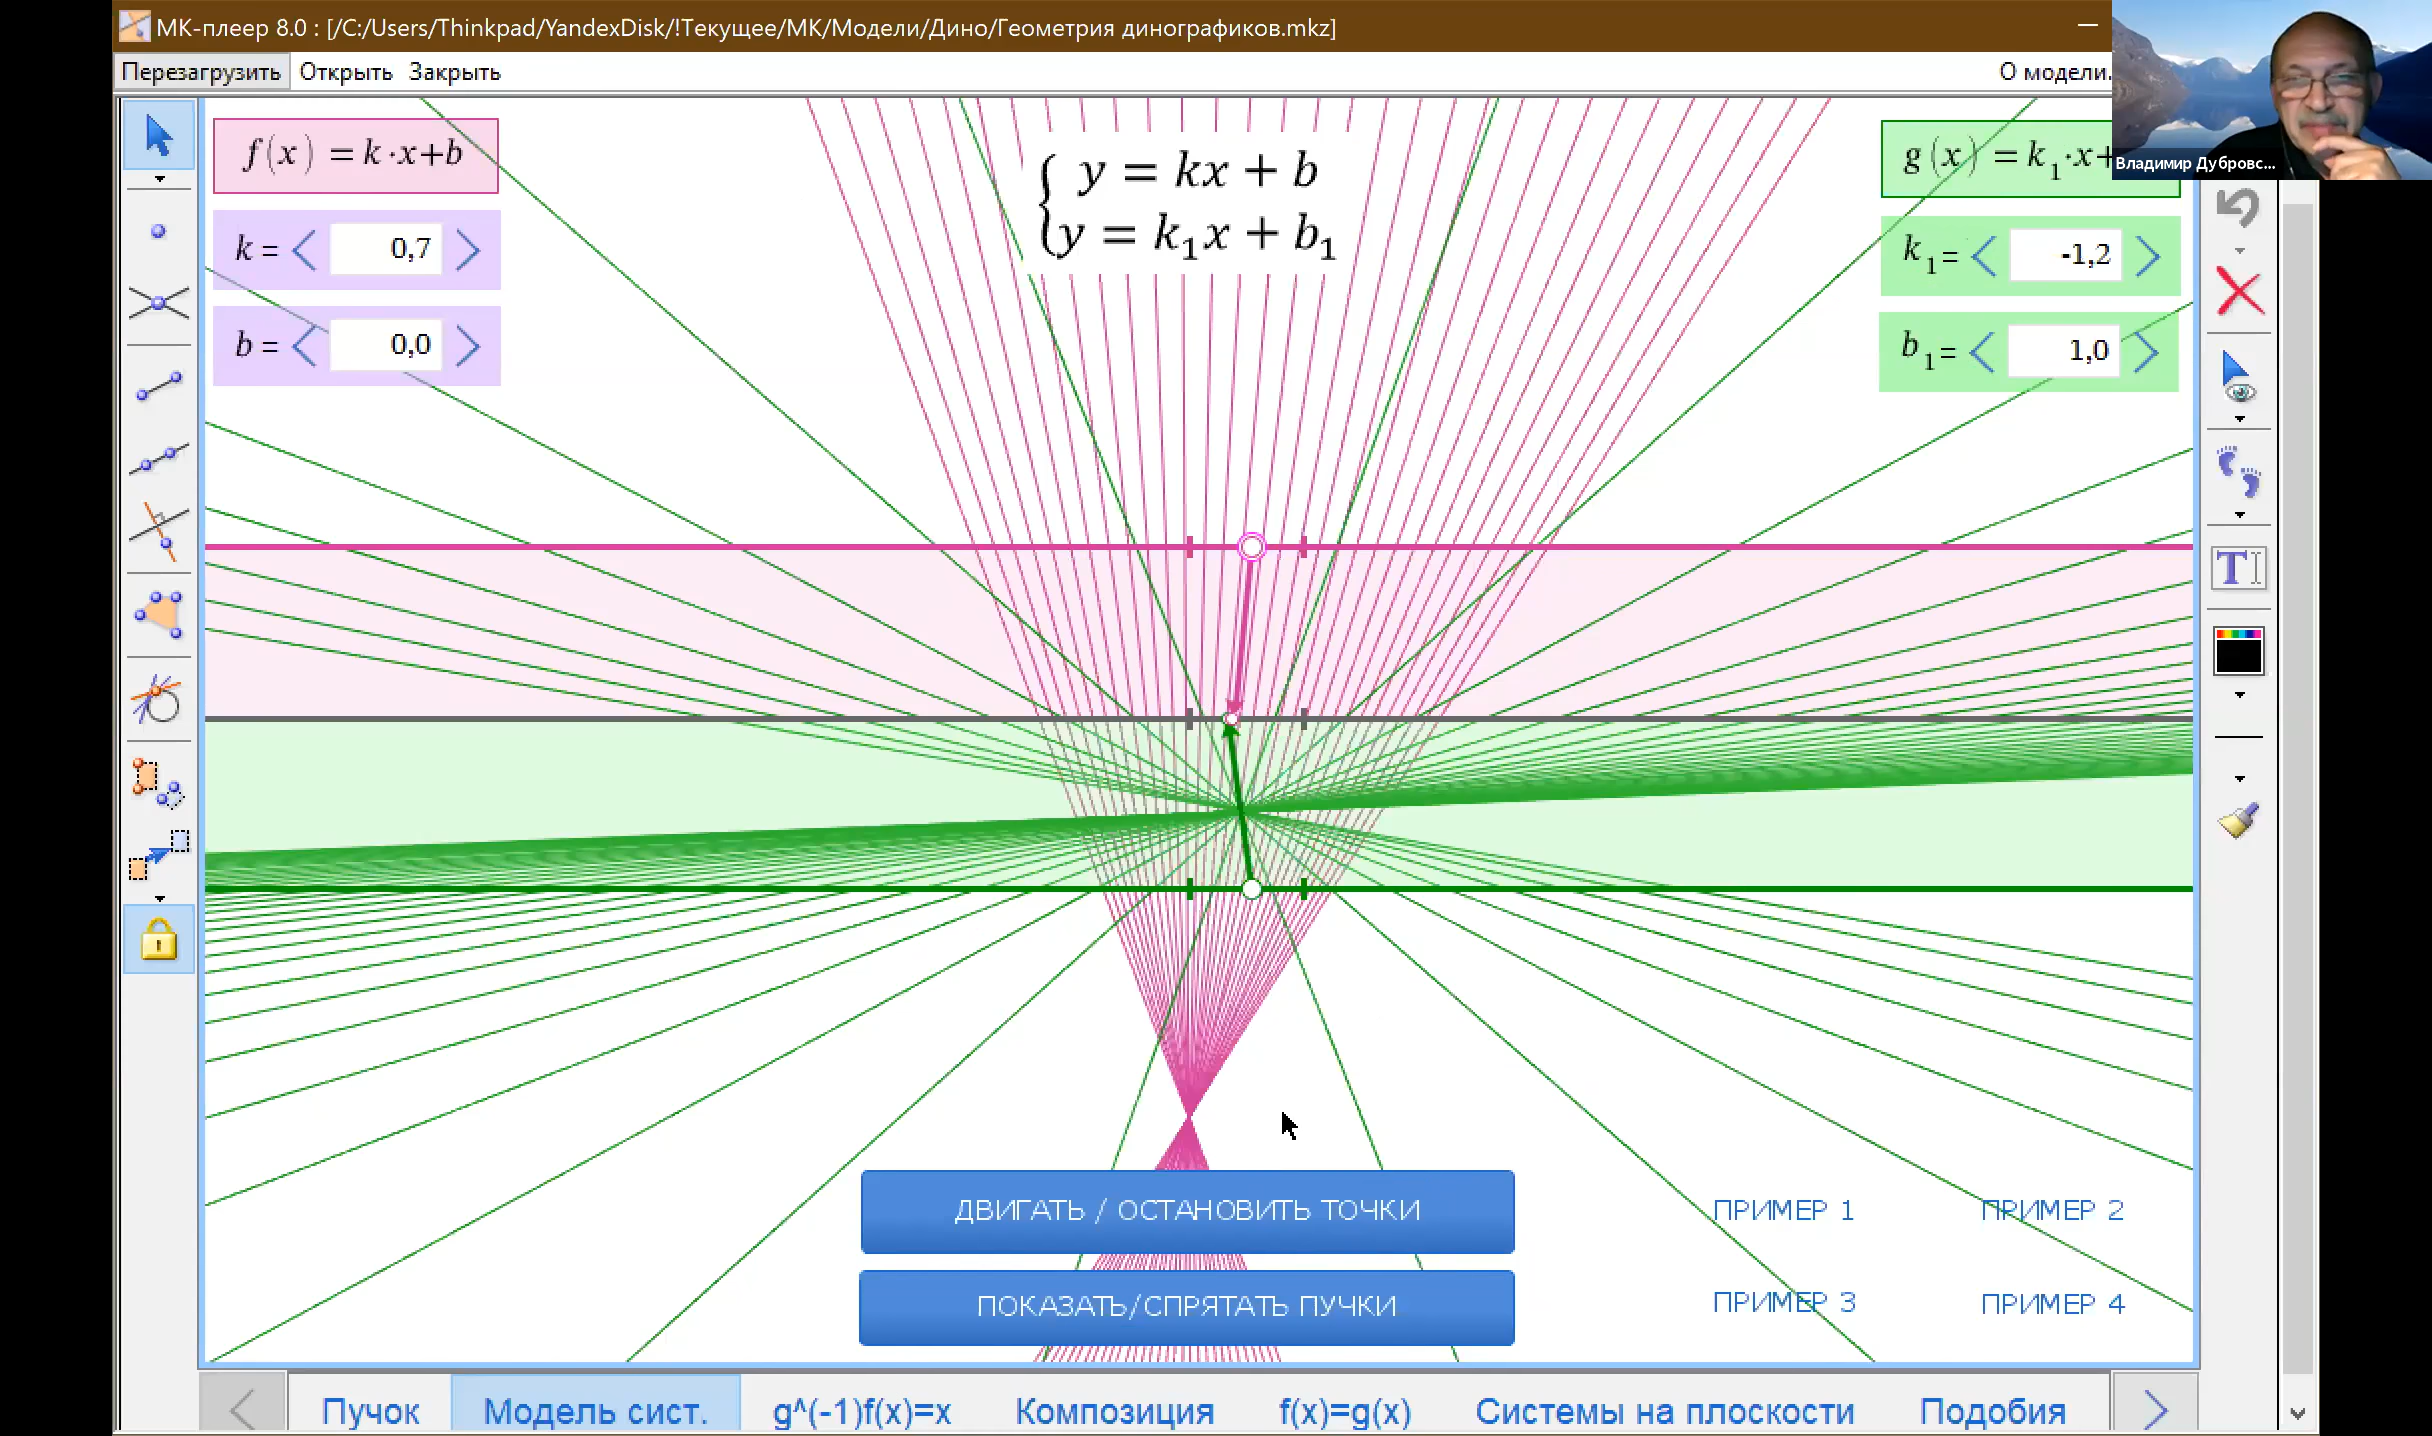 МК-плеер 8.0 : [/C:/Users/Thinkpad/YandexDisk/!Текущее/МК/Модели/Дино/Геометрия динографиков.mkz]
Перезагрузить Открыть Закрыть
О модели.
Владимир Дубровс...
f(x) = k·x+b
k = 0,7
b = 0,0
y = kx + b
y = k₁x + b₁
g(x) = k₁·x+
k₁= -1,2
b₁= 1,0
T
ДВИГАТЬ / ОСТАНОВИТЬ ТОЧКИ
ПОКАЗАТЬ/СПРЯТАТЬ ПУЧКИ
ПРИМЕР 1 ПРИМЕР 2
ПРИМЕР 3 ПРИМЕР 4
Пучок Модель сист. g^(-1)f(x)=x Композиция f(x)=g(x) Системы на плоскости Подобия